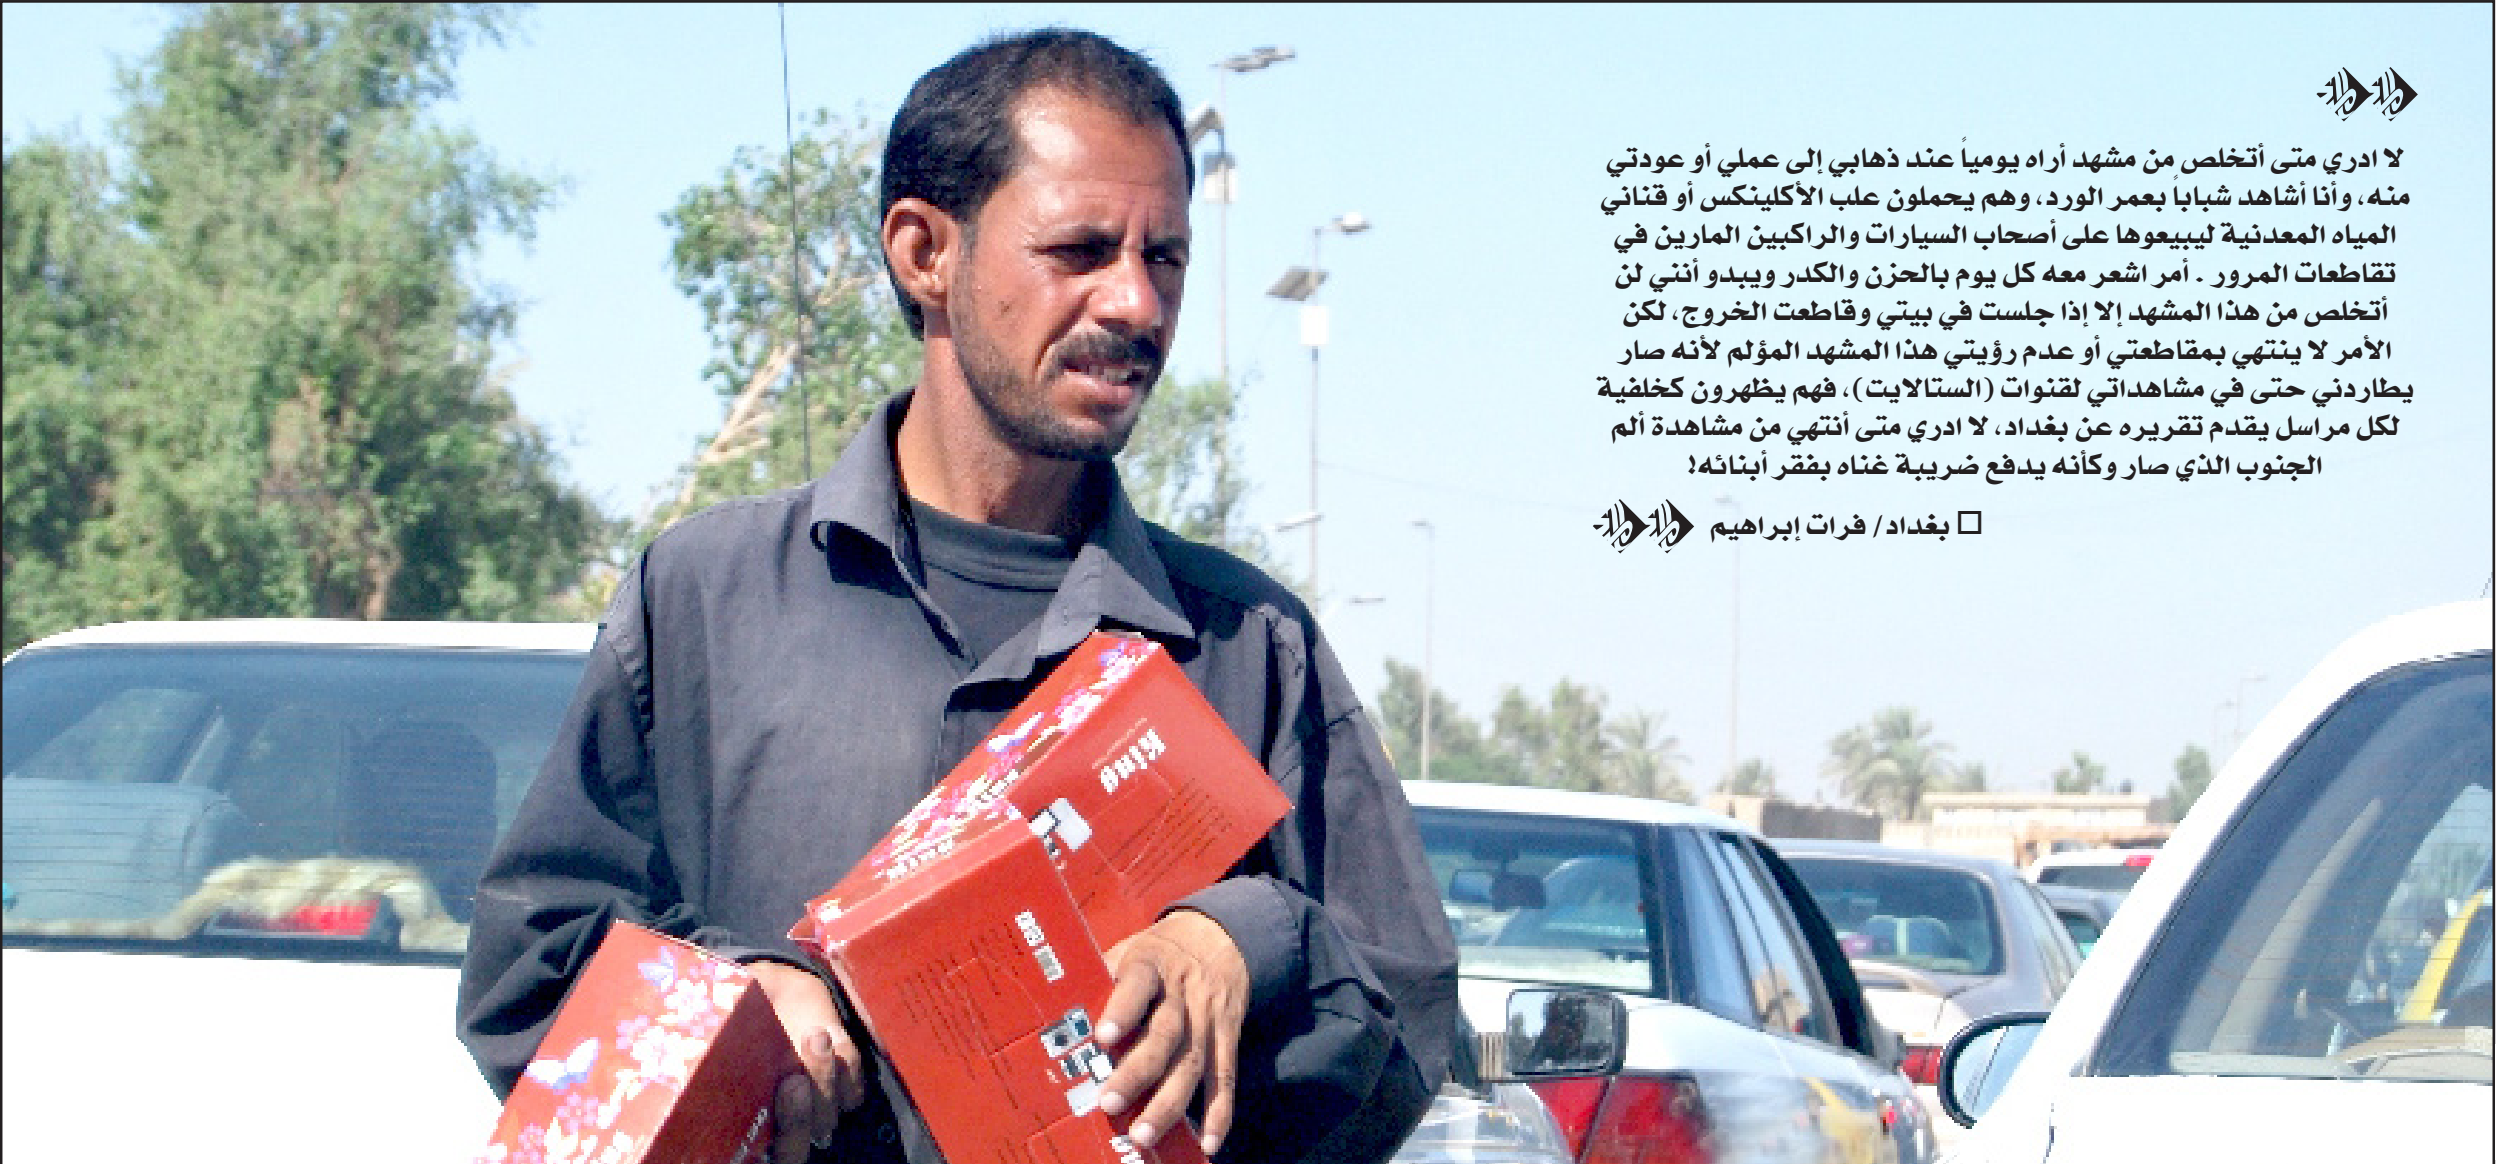 لا ادري متى أتخلص من مشهد أراه يومياً عند ذهابي إلى عملي أو عودتي
منه، وأنا أشاهد شباباً بعمر الورد، وهم يحملون علب الأكلينكس أو قناني
المياه المعدنية ليبيعوها على أصحاب السيارات والراكبين المارين في
تقاطعات المرور . أمر اشعر معه كل يوم بالحزن والكدر ويبدو أنني لن
أتخلص من هذا المشهد إلا إذا جلست في بيتي وقاطعت الخروج، لكن
الأمر لا ينتهي بمقاطعتي أو عدم رؤيتي هذا المشهد المؤلم لأنه صار
يطاردني حتى في مشاهداتي لقنوات (الستالايت)، فهم يظهرون كخلفية
لكل مراسل يقدم تقريره عن بغداد، لا ادري متى أنتهي من مشاهدة ألم
الجنوب الذي صار وكأنه يدفع ضريبة غناه بفقر أبنائه!
□ بغداد/ فرات إبراهيم
King